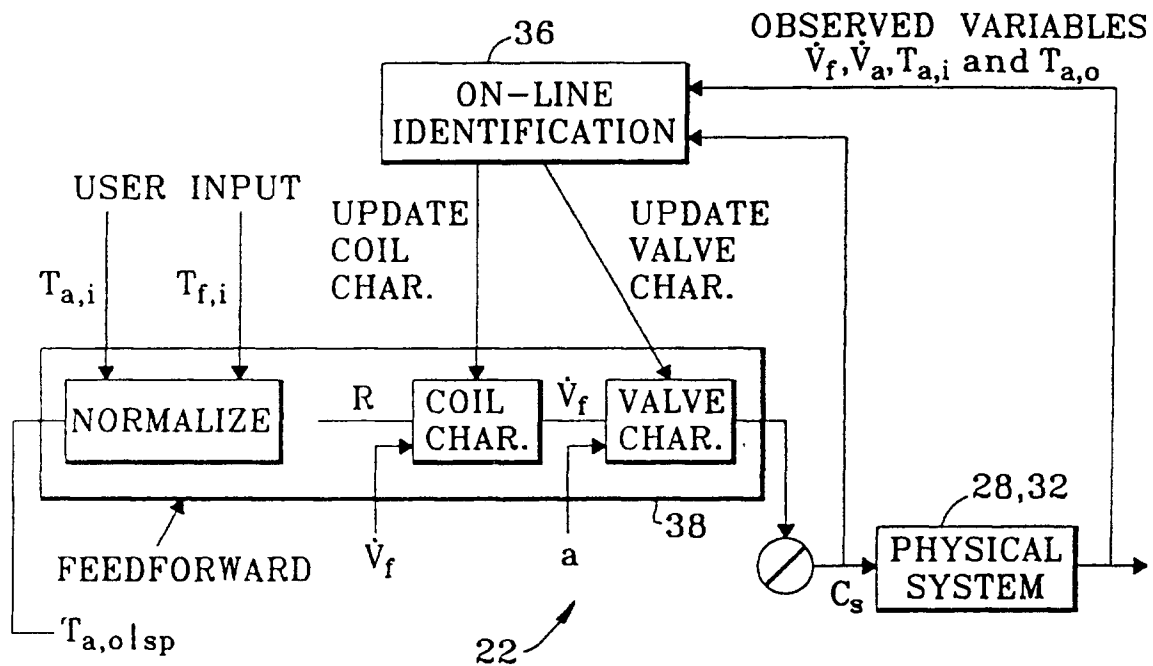 36
OBSERVED VARIABLES
V̇f,V̇a,Ta,i and Ta,o
ON-LINE
IDENTIFICATION
USER INPUT
UPDATE
COIL
CHAR.
UPDATE
VALVE
CHAR.
Ta,i
Tf,i
NORMALIZE
R
COIL
CHAR.
V̇f
VALVE
CHAR.
FEEDFORWARD
V̇f
a
38
28,32
PHYSICAL
SYSTEM
Cs
Ta,o|sp
22